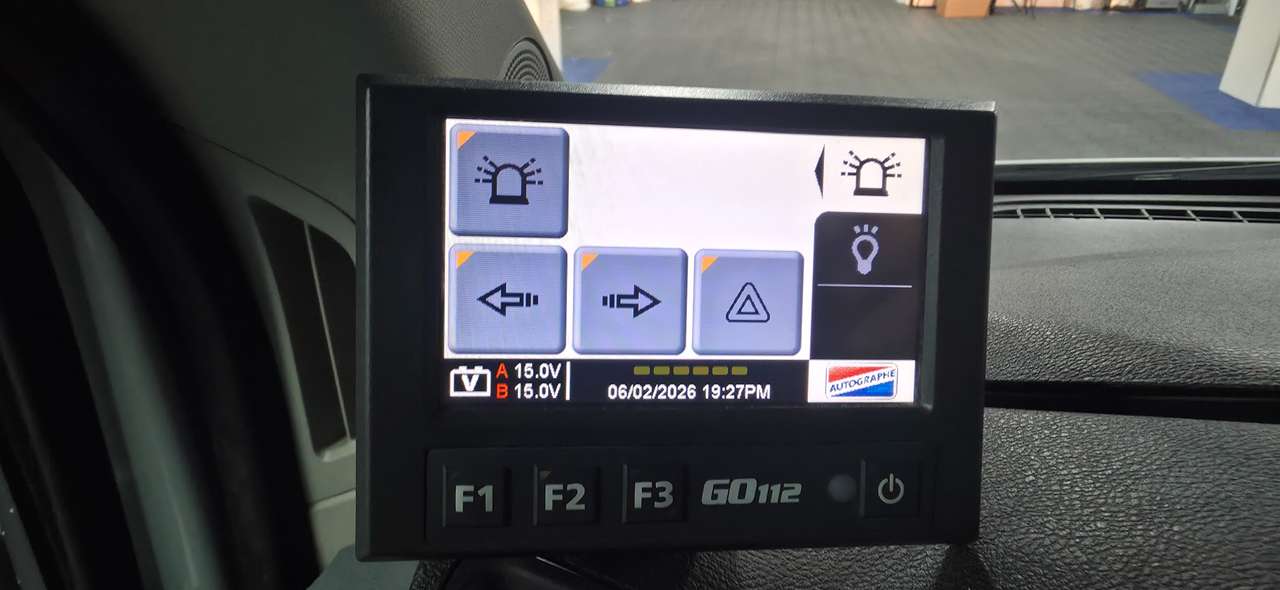 A 15.0V
B 15.0V
V
06/02/2026 19:27PM
AUTOGRAPHE
F1
F2
F3
GO112